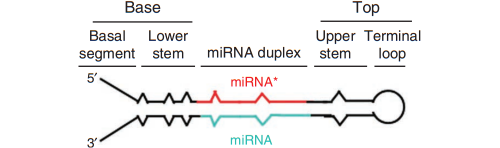 Base Top
Basal segment Lower stem miRNA duplex Upper stem Terminal loop
5′
miRNA*
miRNA
3′